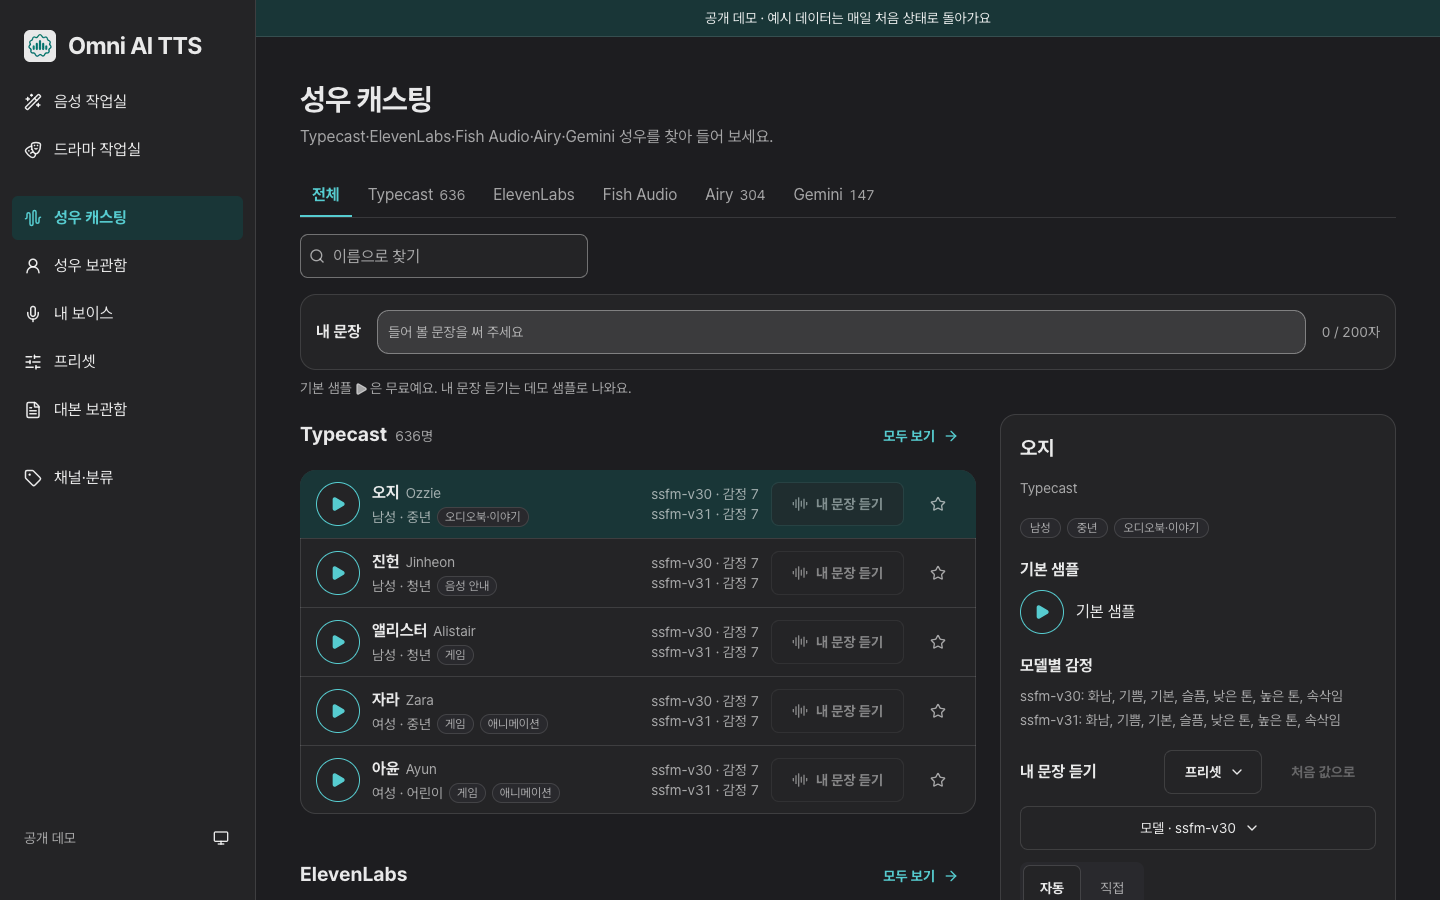 Omni AI TTS
음성 작업실
드라마 작업실
성우 캐스팅
성우 보관함
내 보이스
프리셋
대본 보관함
채널·분류
공개 데모
공개 데모 · 예시 데이터는 매일 처음 상태로 돌아가요
성우 캐스팅
Typecast·ElevenLabs·Fish Audio·Airy·Gemini 성우를 찾아 들어 보세요.
전체 Typecast 636 ElevenLabs Fish Audio Airy 304 Gemini 147
이름으로 찾기
내 문장 들어 볼 문장을 써 주세요 0 / 200자
기본 샘플 ▶ 은 무료예요. 내 문장 듣기는 데모 샘플로 나와요.
Typecast 636명 모두 보기 →
오지 Ozzie
남성 · 중년 오디오북·이야기
ssfm-v30 · 감정 7
ssfm-v31 · 감정 7
내 문장 듣기
진헌 Jinheon
남성 · 청년 음성 안내
ssfm-v30 · 감정 7
ssfm-v31 · 감정 7
내 문장 듣기
앨리스터 Alistair
남성 · 청년 게임
ssfm-v30 · 감정 7
ssfm-v31 · 감정 7
내 문장 듣기
자라 Zara
여성 · 중년 게임 애니메이션
ssfm-v30 · 감정 7
ssfm-v31 · 감정 7
내 문장 듣기
아윤 Ayun
여성 · 어린이 게임 애니메이션
ssfm-v30 · 감정 7
ssfm-v31 · 감정 7
내 문장 듣기
ElevenLabs 모두 보기 →
오지
Typecast
남성 중년 오디오북·이야기
기본 샘플
기본 샘플
모델별 감정
ssfm-v30: 화남, 기쁨, 기본, 슬픔, 낮은 톤, 높은 톤, 속삭임
ssfm-v31: 화남, 기쁨, 기본, 슬픔, 낮은 톤, 높은 톤, 속삭임
내 문장 듣기 프리셋 처음 값으로
모델 · ssfm-v30
자동 직접